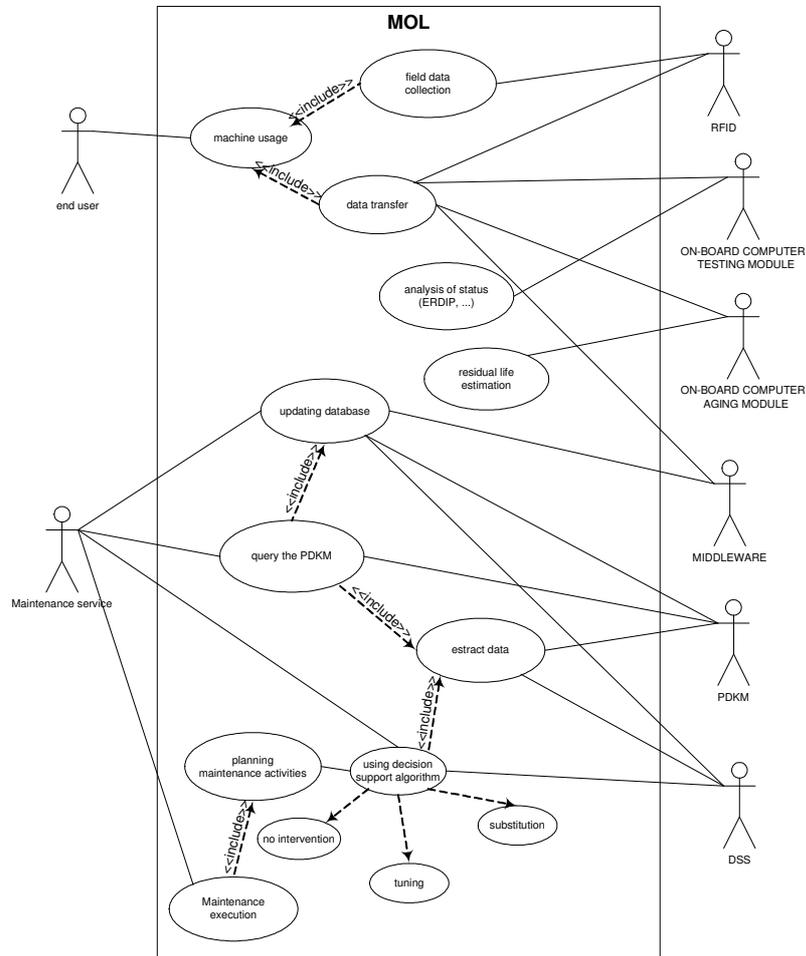 MOL
field data
collection
<<include>>
machine usage
RFID
<<include>>
end user
data transfer
ON-BOARD COMPUTER
TESTING MODULE
analysis of status
(ERDIP, ...)
residual life
estimation
ON-BOARD COMPUTER
AGING MODULE
updating database
<<include>>
query the PDKM
MIDDLEWARE
Maintenance service
<<include>>
estract data
PDKM
<<include>>
planning
maintenance activities
using decision
support algorithm
<<include>>
no intervention
substitution
DSS
tuning
Maintenance
execution